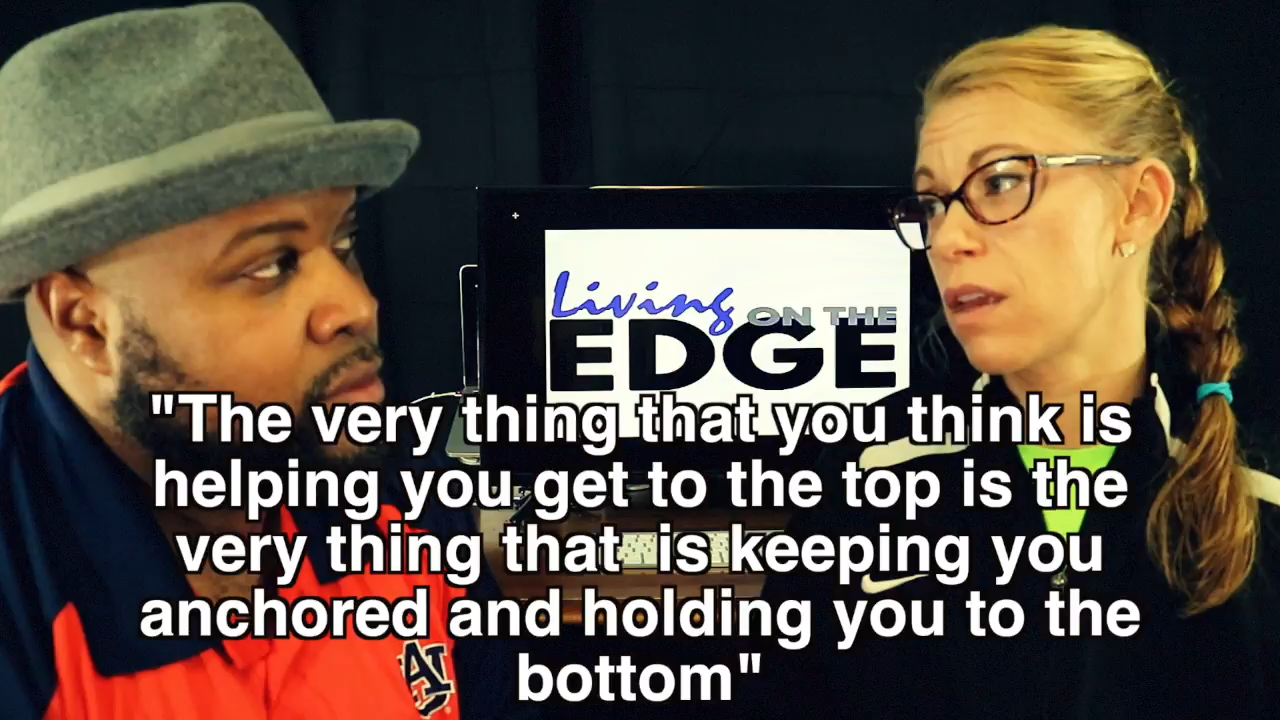 Living ON THE
EDGE
"The very thing that you think is
helping you get to the top is the
very thing that is keeping you
anchored and holding you to the
bottom"
AU